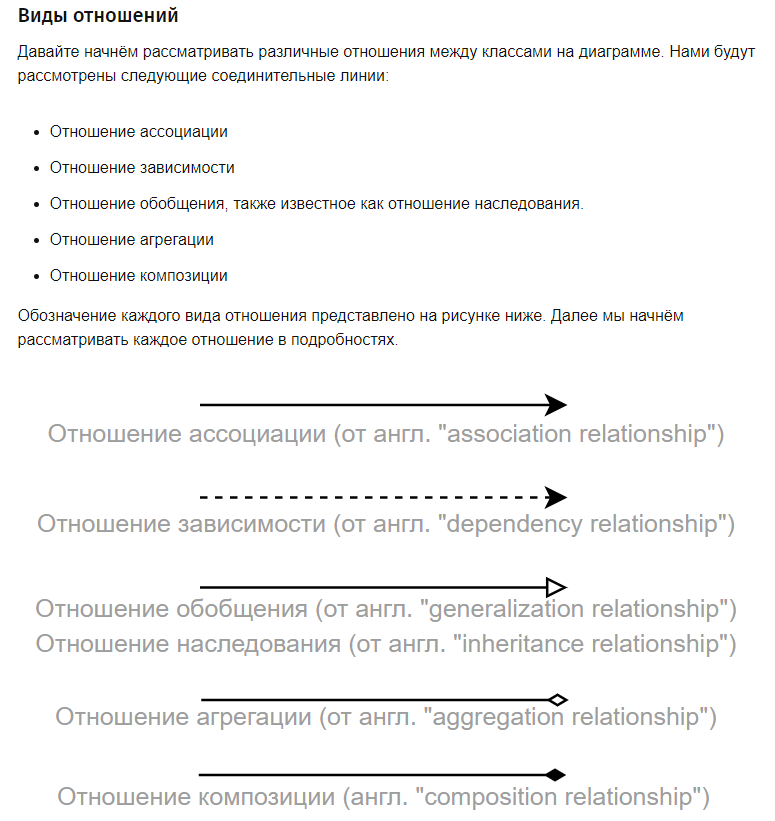 Виды отношений
Давайте начнём рассматривать различные отношения между классами на диаграмме. Нами будут
рассмотрены следующие соединительные линии:
• Отношение ассоциации
• Отношение зависимости
• Отношение обобщения, также известное как отношение наследования.
• Отношение агрегации
• Отношение композиции
Обозначение каждого вида отношения представлено на рисунке ниже. Далее мы начнём
рассматривать каждое отношение в подробностях.
Отношение ассоциации (от англ. "association relationship")
Отношение зависимости (от англ. "dependency relationship")
Отношение обобщения (от англ. "generalization relationship")
Отношение наследования (от англ. "inheritance relationship")
Отношение агрегации (от англ. "aggregation relationship")
Отношение композиции (англ. "composition relationship")